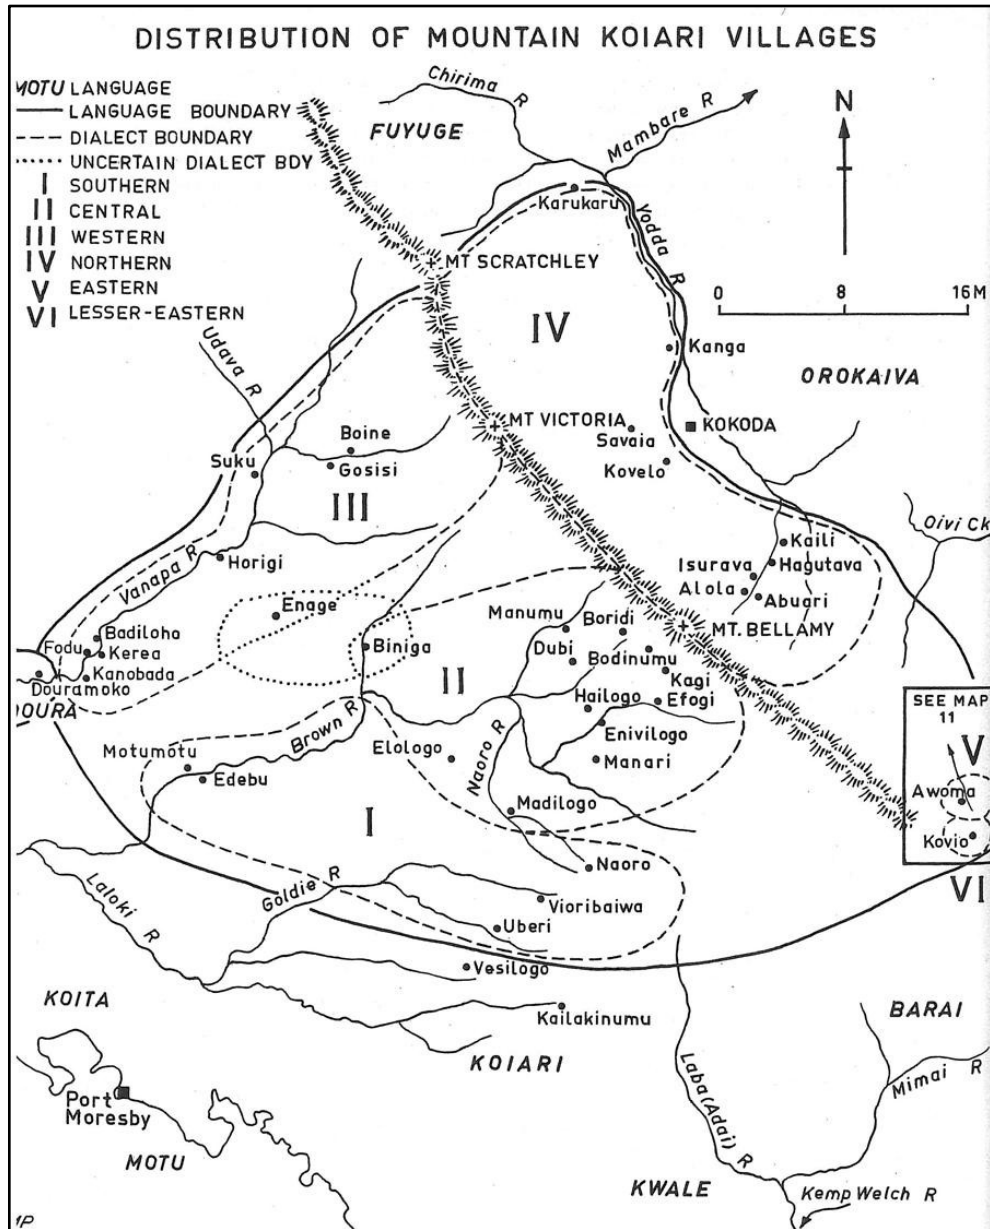 DISTRIBUTION OF MOUNTAIN KOIARI VILLAGES
MOTU LANGUAGE
LANGUAGE BOUNDARY
DIALECT BOUNDARY
UNCERTAIN DIALECT BDY
I SOUTHERN
II CENTRAL
III WESTERN
IV NORTHERN
V EASTERN
VI LESSER-EASTERN
Chirima R
FUYUGE
Mambare R
N
Karukaru
Yodda R
MT SCRATCHLEY
0 8 16M
IV
Udava R
Kanga
OROKAIVA
MT VICTORIA
Savaia
KOKODA
Boine
Gosisi
Suku
Kovelo
III
Oivi Ck
Kaili
Vanapa R
Horigi
Isurava
Hagutava
Alola
Abuari
Enage
Manumu
Boridi
MT. BELLAMY
Badiloho
Fodu
Kerea
Biniga
Dubi
Bodinumu
II
Kagi
Kanobada
Douramoko
Efogi
Hailogo
SEE MAP
11
OURA
Brown R
Enivilogo
V
Motumotu
Elologo
Naoro R
Manari
Edebu
Awoma
Madilogo
I
Kovio
Naoro
VI
Goldie R
Laloki R
Vioribaiwa
Uberi
Vesilogo
KOITA
Kailakinumu
BARAI
KOIARI
Laba(Adai) R
Mimai R
Port
Moresby
MOTU
KWALE
Kemp Welch R
MP